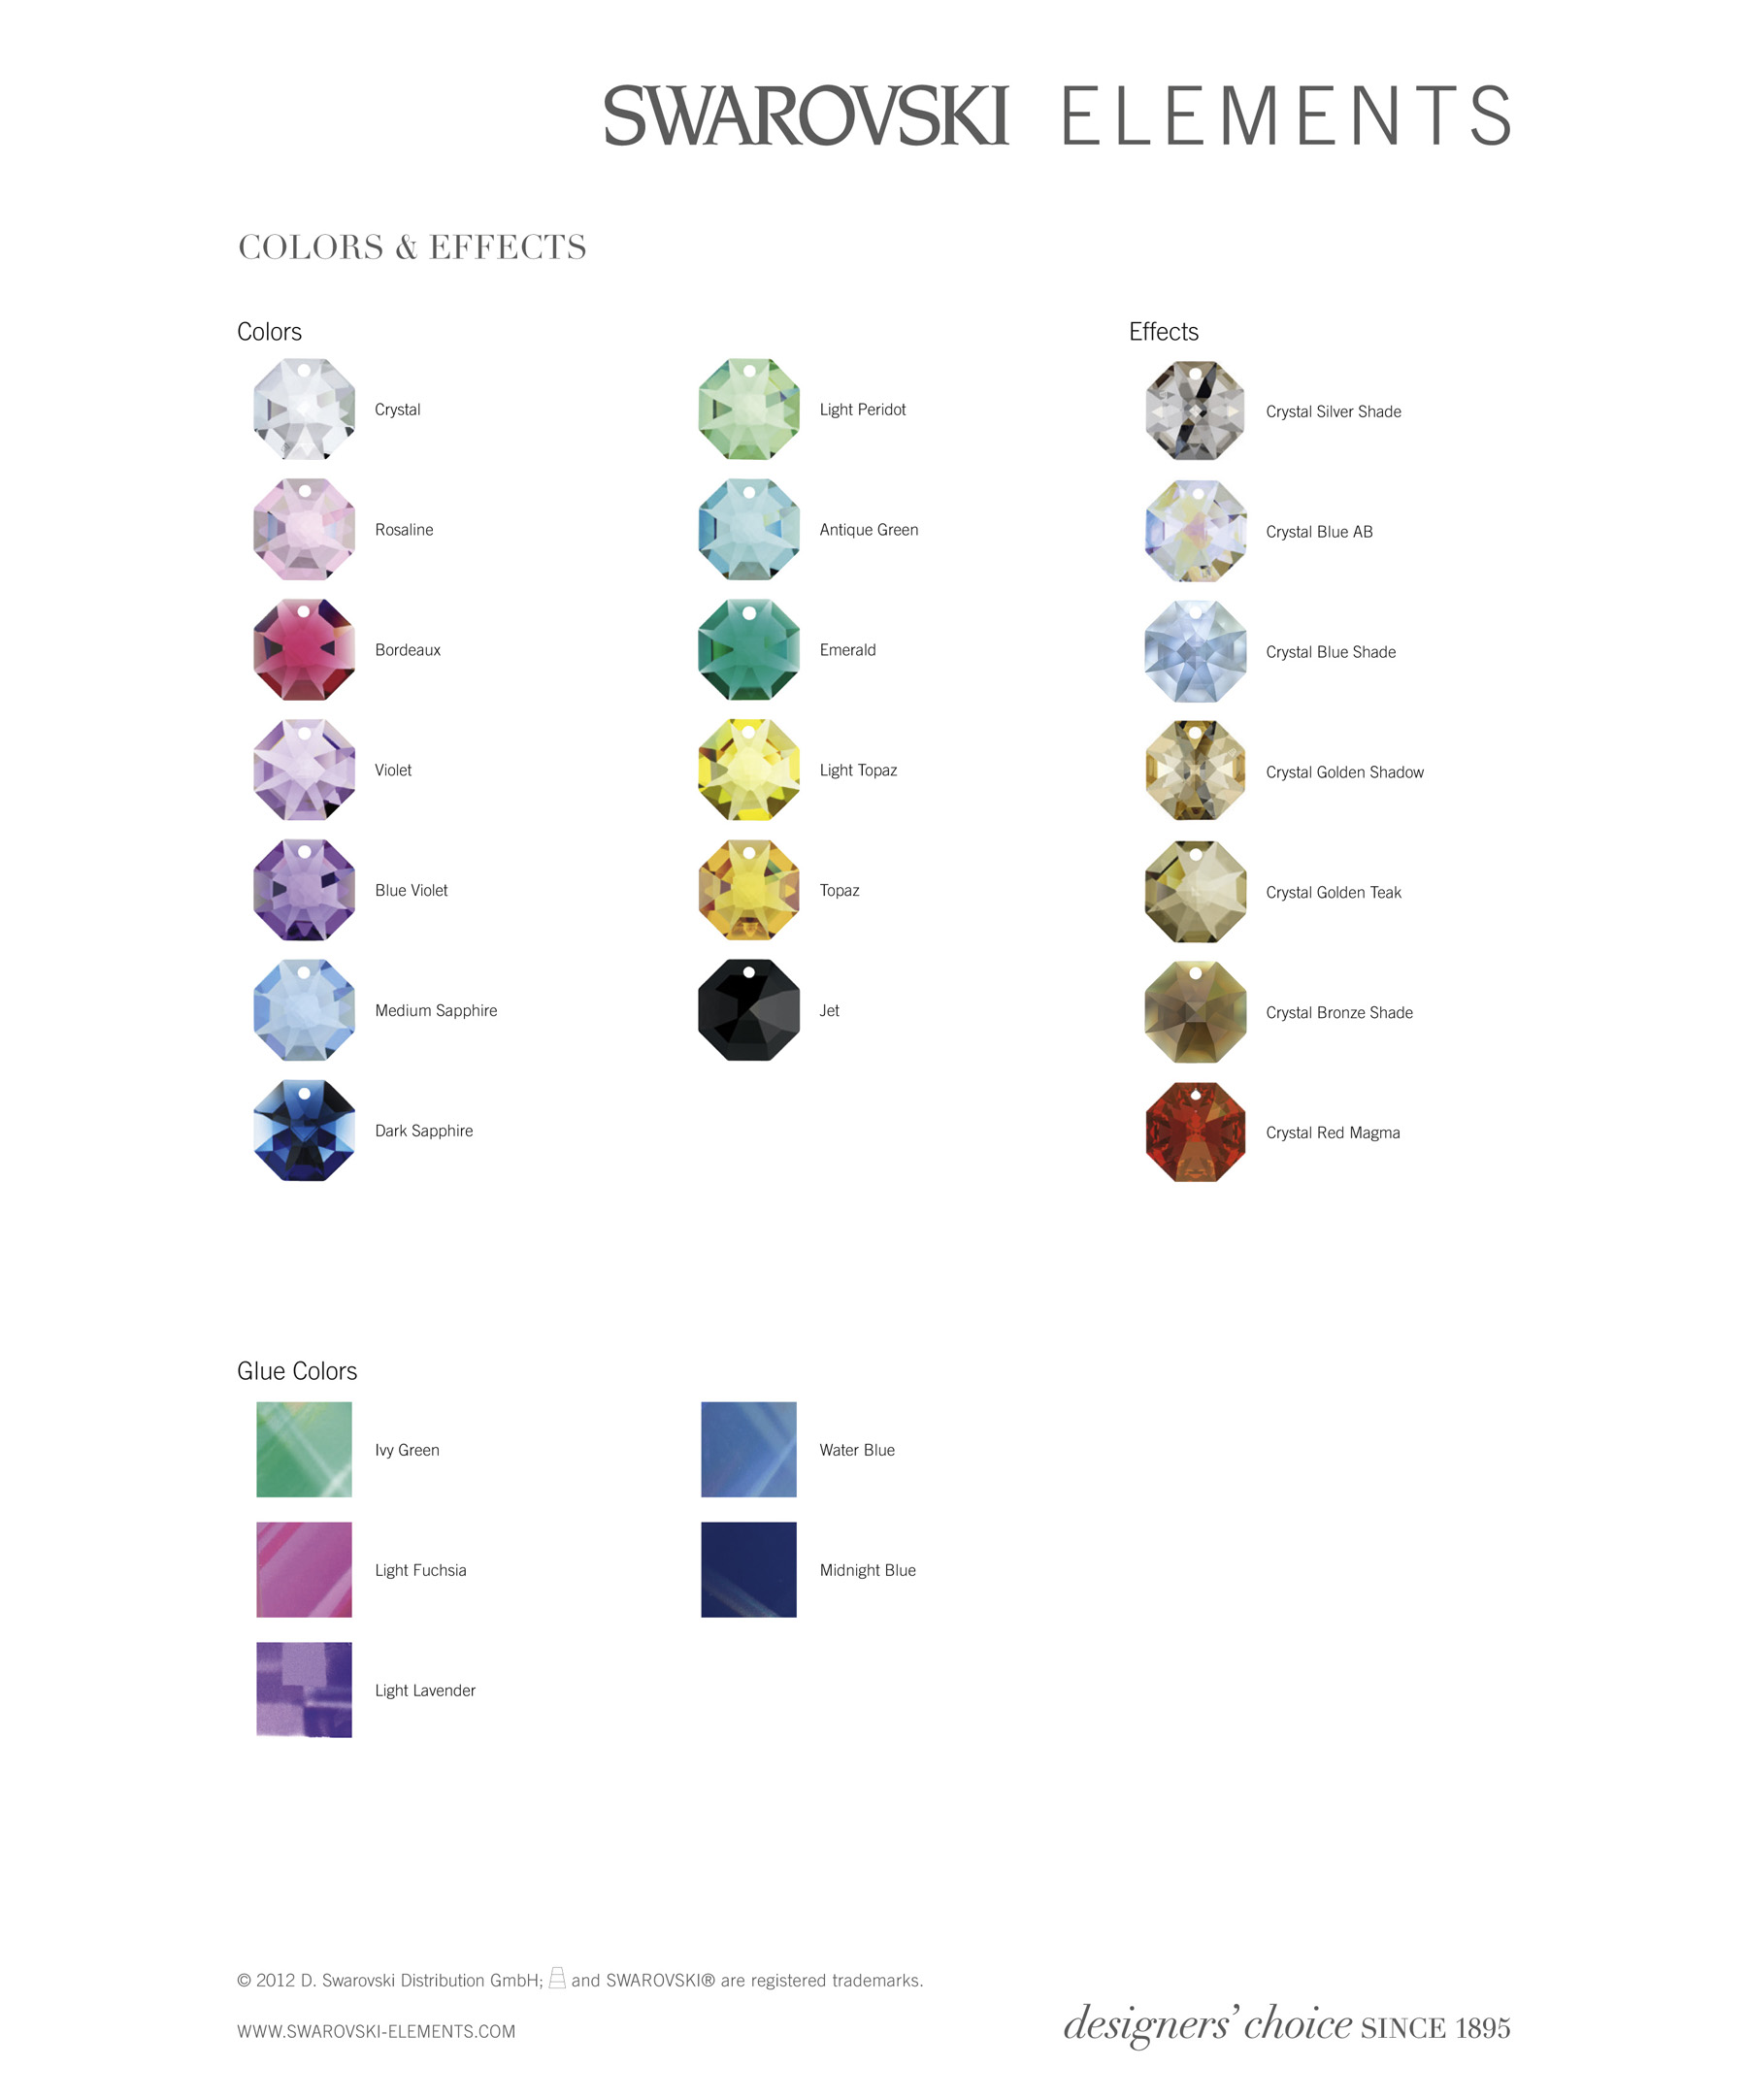 SWAROVSKI ELEMENTS
COLORS & EFFECTS
Colors
Crystal
Rosaline
Bordeaux
Violet
Blue Violet
Medium Sapphire
Dark Sapphire
Light Peridot
Antique Green
Emerald
Light Topaz
Topaz
Jet
Effects
Crystal Silver Shade
Crystal Blue AB
Crystal Blue Shade
Crystal Golden Shadow
Crystal Golden Teak
Crystal Bronze Shade
Crystal Red Magma
Glue Colors
Ivy Green
Light Fuchsia
Light Lavender
Water Blue
Midnight Blue
© 2012 D. Swarovski Distribution GmbH; and SWAROVSKI® are registered trademarks.
WWW.SWAROVSKI-ELEMENTS.COM
designers’ choice SINCE 1895